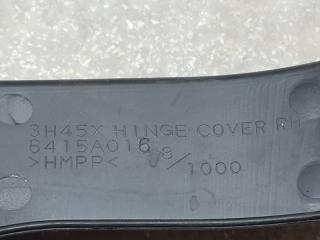 3H45X HINGE COVER RH
6415A016
>HMPP< /1000